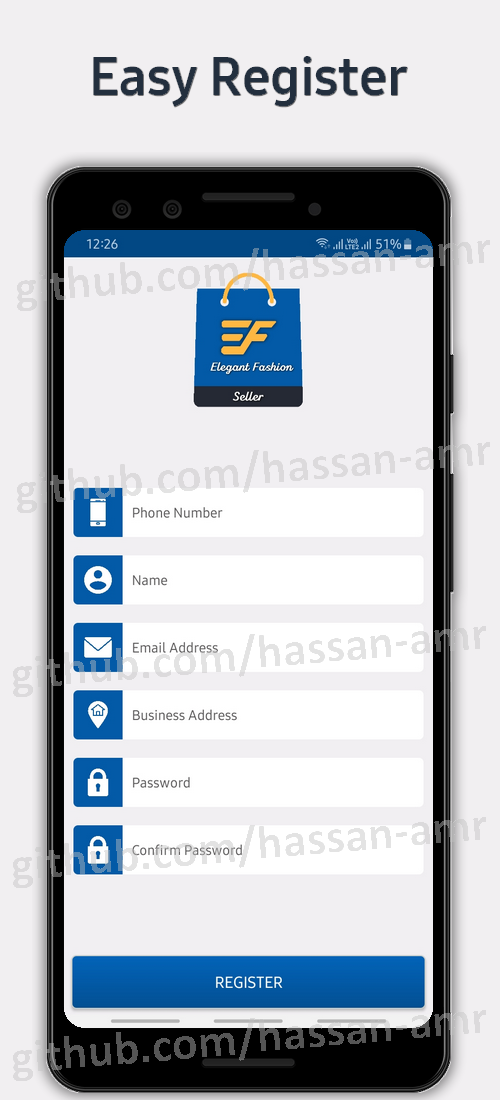 Easy Register
12:26
Vo))
LTE2
51%
github.com/hassan-amr
Elegant Fashion
Seller
github.com/hassan-amr
Phone Number
Name
Email Address
github.com/hassan-amr
Business Address
Password
Confirm Password
github.com/hassan-amr
REGISTER
github.com/hassan-amr